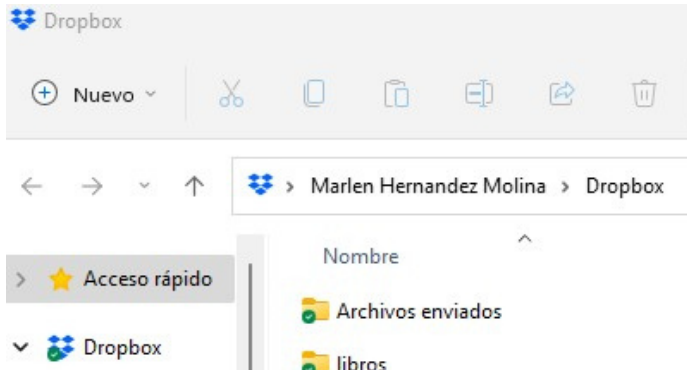 Dropbox
Nuevo
Marlen Hernandez Molina > Dropbox
Nombre
Acceso rápido
Archivos enviados
Dropbox
libros